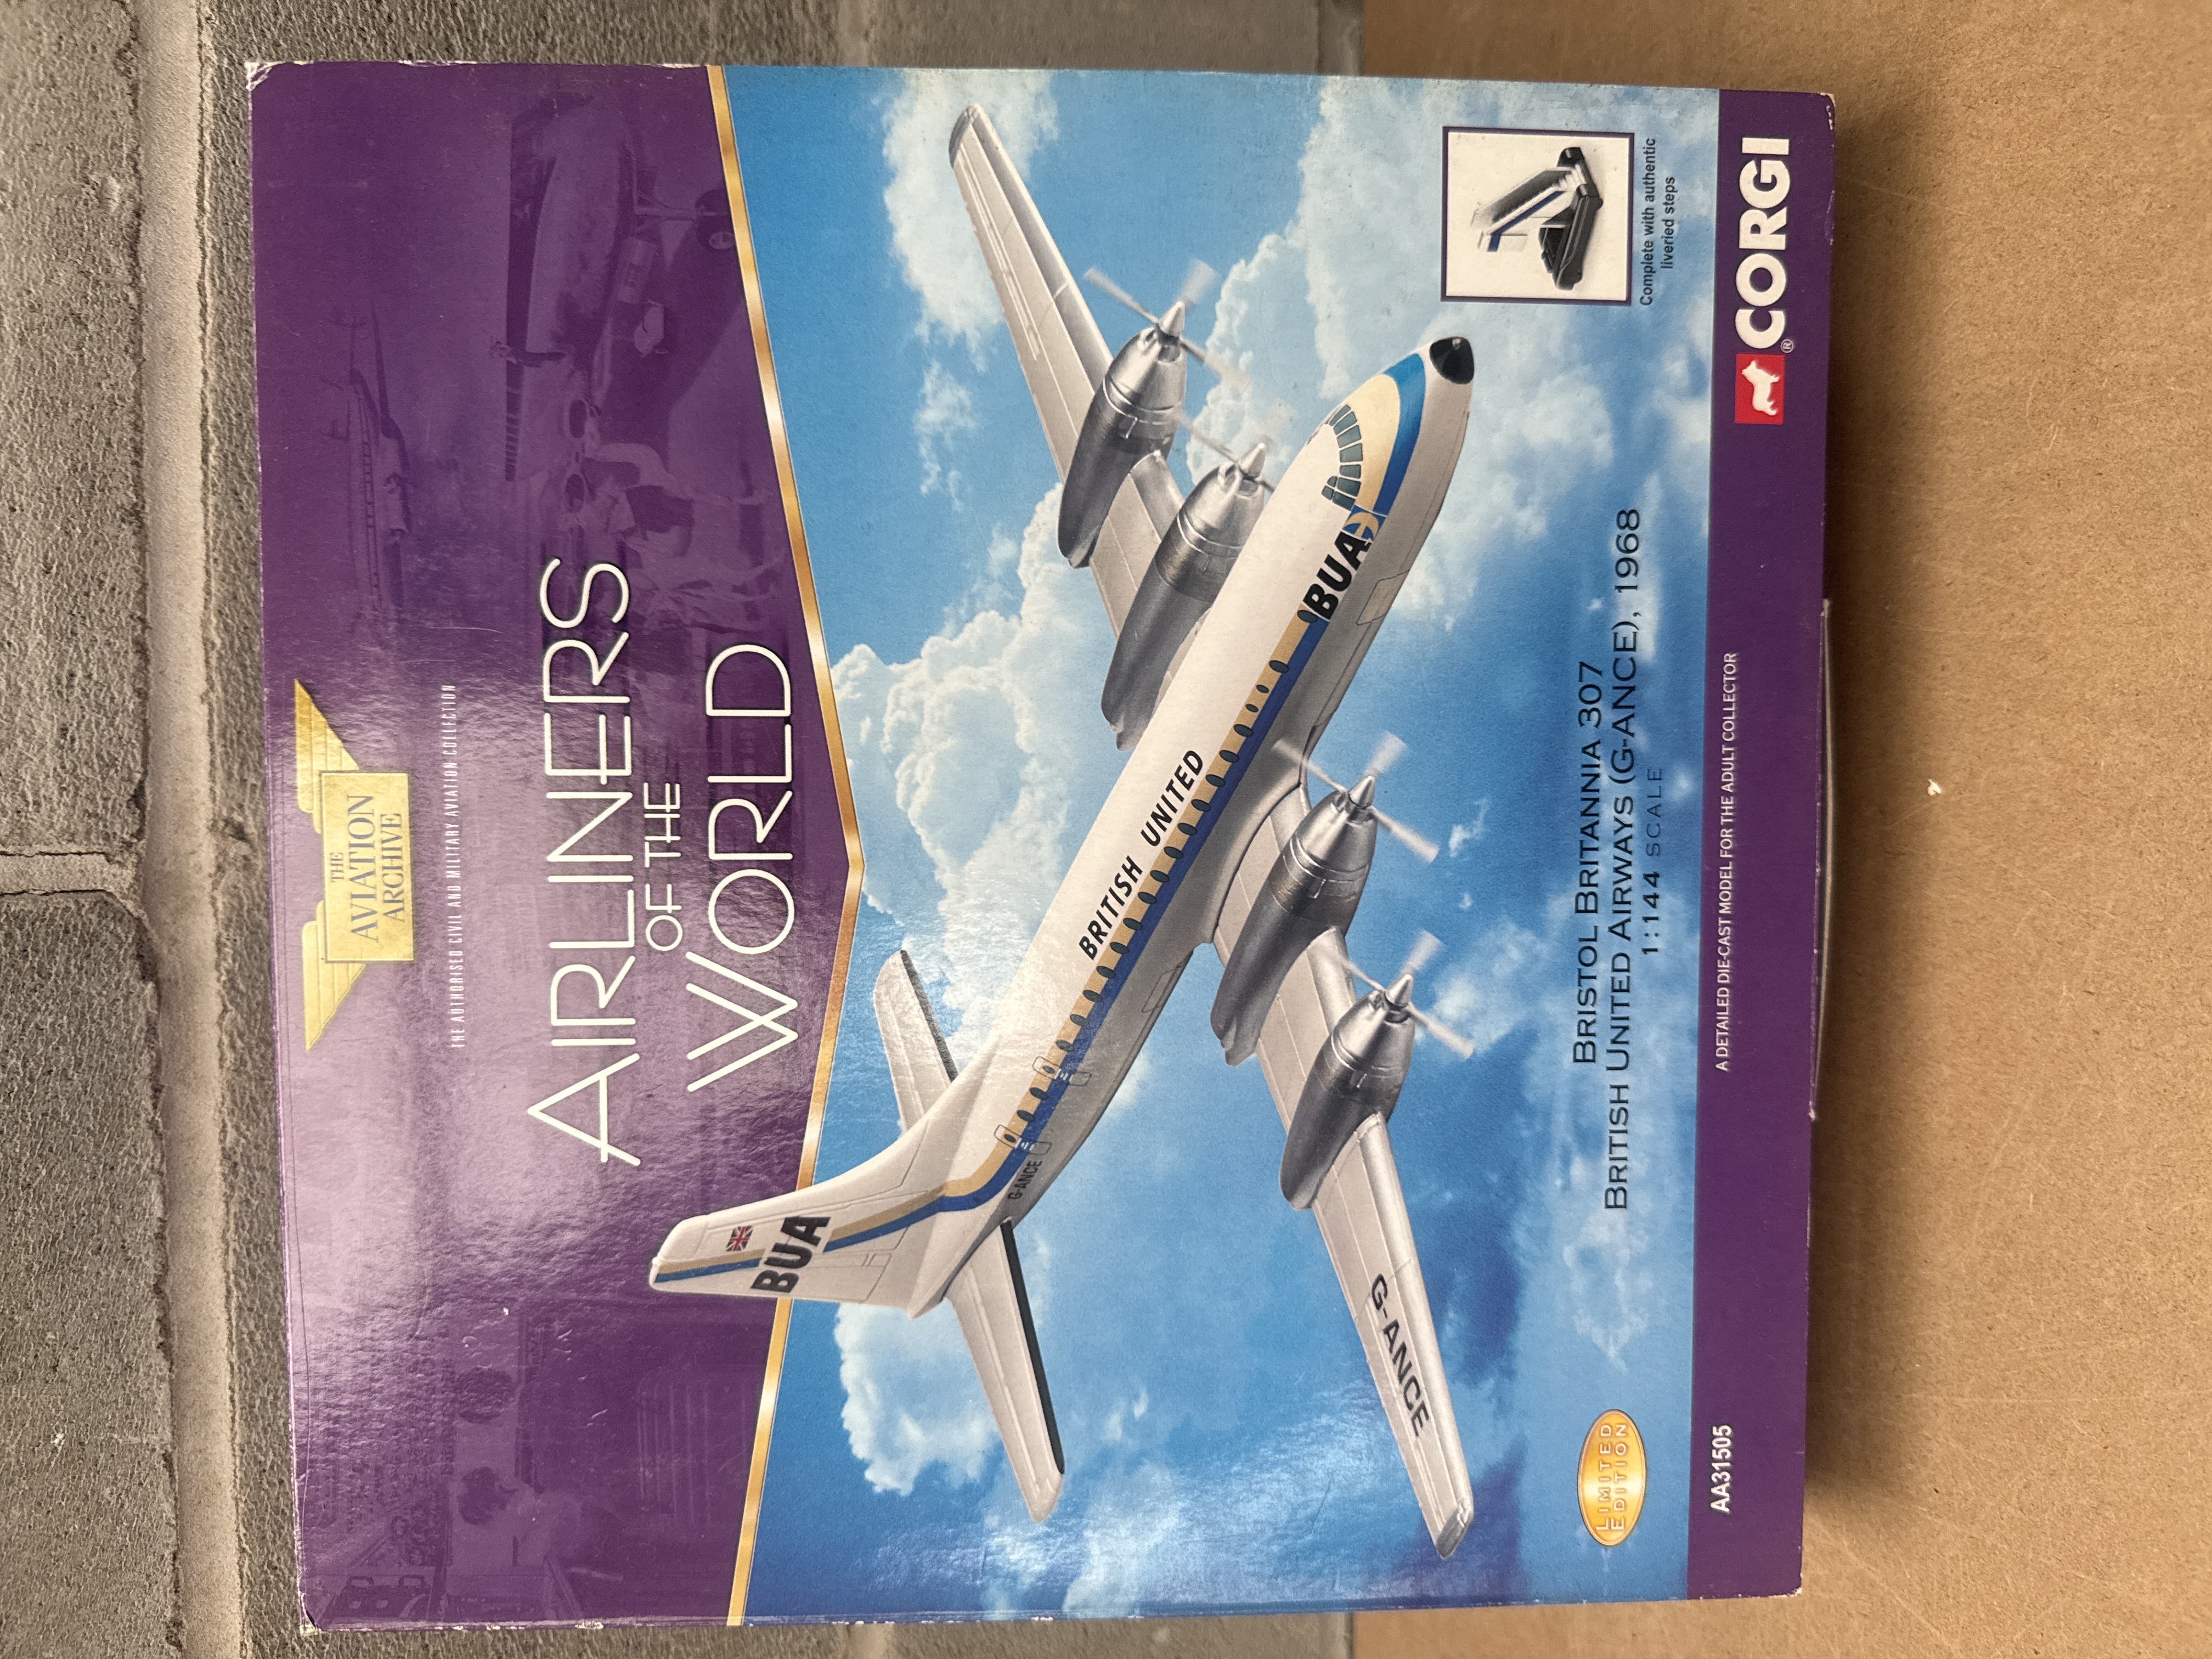 THE
AVIATION
ARCHIVE
THE AUTHORISED CIVIL AND MILITARY AVIATION COLLECTION
AIRLINERS
OF THE
WORLD
BUA
G-ANCE
BRITISH UNITED
BUA
G-ANCE
Complete with authentic
liveried steps
BRISTOL BRITANNIA 307
BRITISH UNITED AIRWAYS (G-ANCE), 1968
1:144 SCALE
LIMITED
EDITION
AA31505
A DETAILED DIE-CAST MODEL FOR THE ADULT COLLECTOR
CORGI®